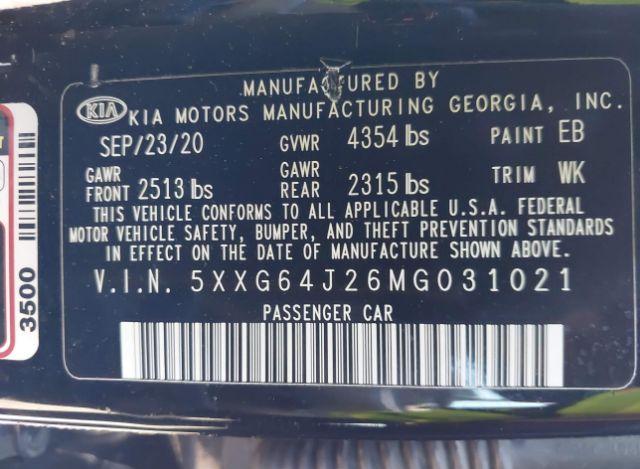 MANUFACTURED BY
KIA KIA MOTORS MANUFACTURING GEORGIA, INC.
SEP/23/20 GVWR 4354 lbs PAINT EB
GAWR FRONT 2513 lbs GAWR REAR 2315 lbs TRIM WK
THIS VEHICLE CONFORMS TO ALL APPLICABLE U.S.A. FEDERAL
MOTOR VEHICLE SAFETY, BUMPER, AND THEFT PREVENTION STANDARDS
IN EFFECT ON THE DATE OF MANUFACTURE SHOWN ABOVE.
V.I.N. 5XXG64J26MG031021
PASSENGER CAR
3500